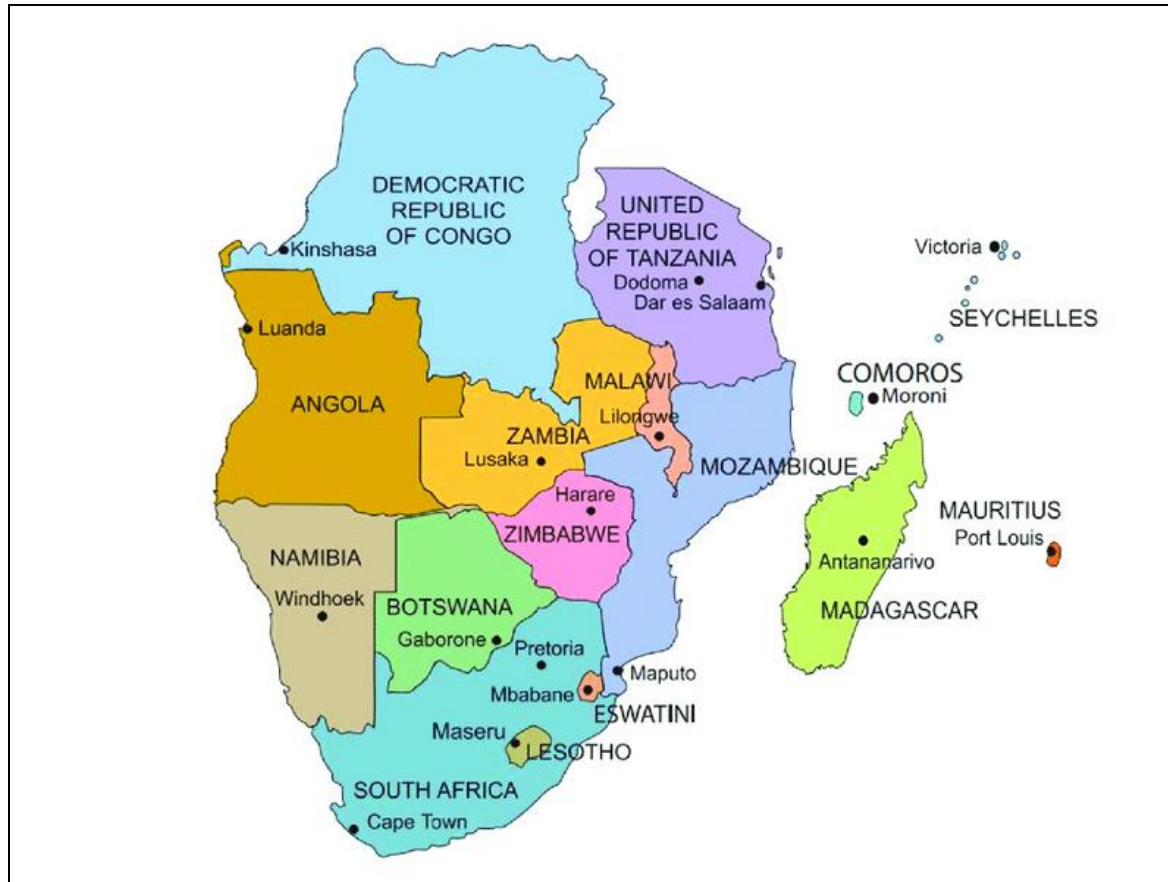 DEMOCRATIC
REPUBLIC
OF CONGO
Kinshasa
UNITED
REPUBLIC
OF TANZANIA
Dodoma
Dar es Salaam
Victoria
SEYCHELLES
Luanda
ANGOLA
MALAWI
Lilongwe
COMOROS
Moroni
ZAMBIA
Lusaka
MOZAMBIQUE
Harare
ZIMBABWE
MAURITIUS
Port Louis
Antananarivo
MADAGASCAR
NAMIBIA
Windhoek
BOTSWANA
Gaborone
Pretoria
Maputo
Mbabane
ESWATINI
Maseru
LESOTHO
SOUTH AFRICA
Cape Town